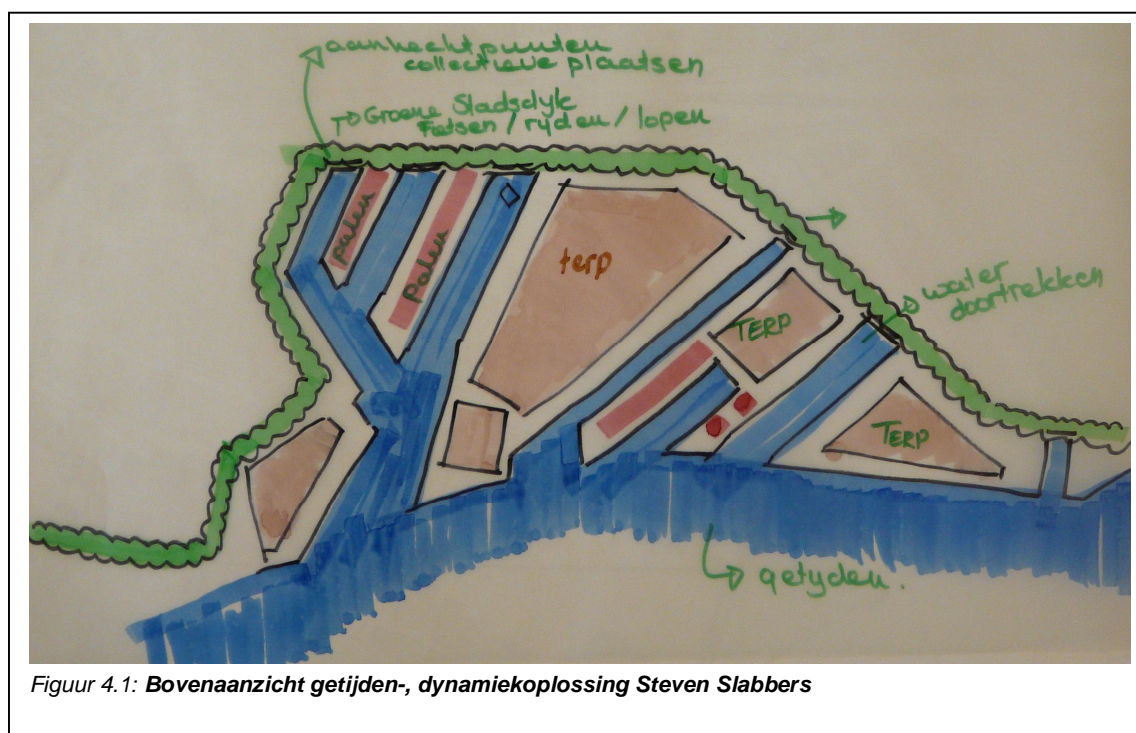 aanhechtpunten
collectieve plaatsen
Groene Stadsdyk
Fietsen / ryden / lopen
palen
Palen
terp
TERP
water
doortrekken
TERP
getyden.
Figuur 4.1: Bovenaanzicht getijden-, dynamiekoplossing Steven Slabbers